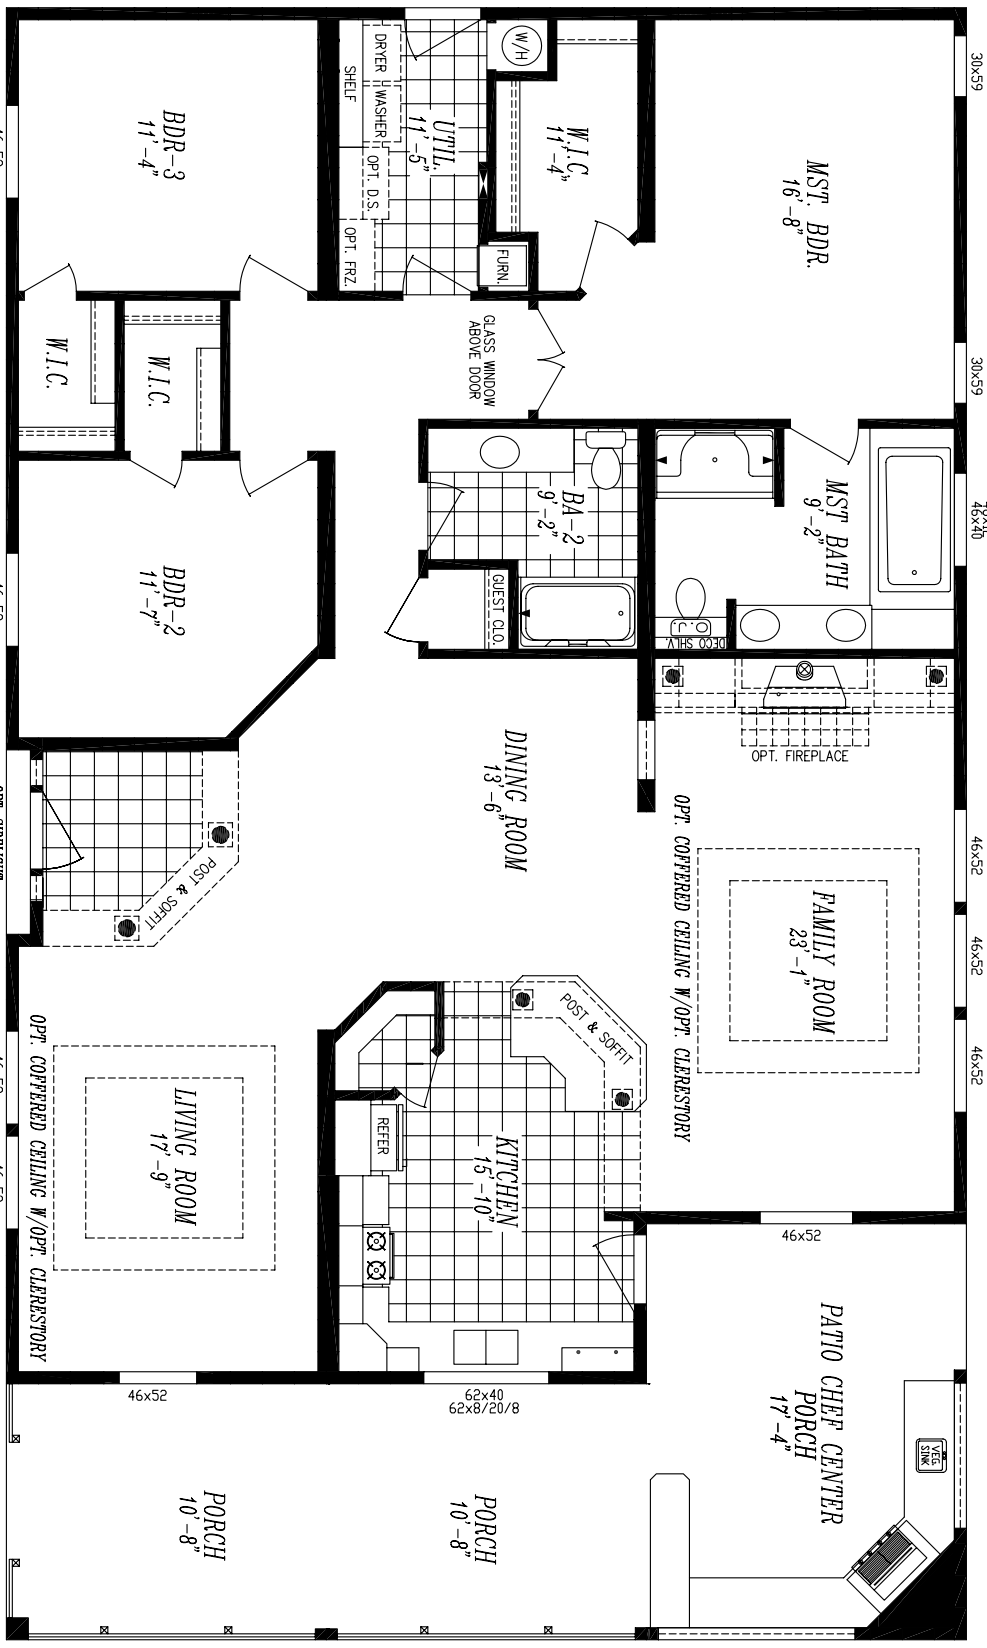 BDR-3
11'-4"
DRYER
WASHER
SHELF
OPT. D.S.
OPT. FRZ.
UTIL.
11'-5"
W/H
W.I.C.
11'-4"
FURN.
MST. BDR.
16'-8"
30x59
30x59
W.I.C.
W.I.C.
GLASS WINDOW
ABOVE DOOR
BDR-2
11'-7"
BA-2
9'-2"
GUEST CLO.
MST BATH
9'-2"
46x40
DECO SHLV.
OPT. FIREPLACE
DINING ROOM
13'-6"
POST & SOFFIT
OPT. COFFERED CEILING W/OPT. CLERESTORY
FAMILY ROOM
23'-1"
46x52
46x52
46x52
POST & SOFFIT
OPT. COFFERED CEILING W/OPT. CLERESTORY
LIVING ROOM
17'-9"
REFER
KITCHEN
15'-10"
46x52
46x52
62x40
62x8/20/8
PATIO CHEF CENTER
PORCH
17'-4"
VEG.
SINK
PORCH
10'-8"
PORCH
10'-8"